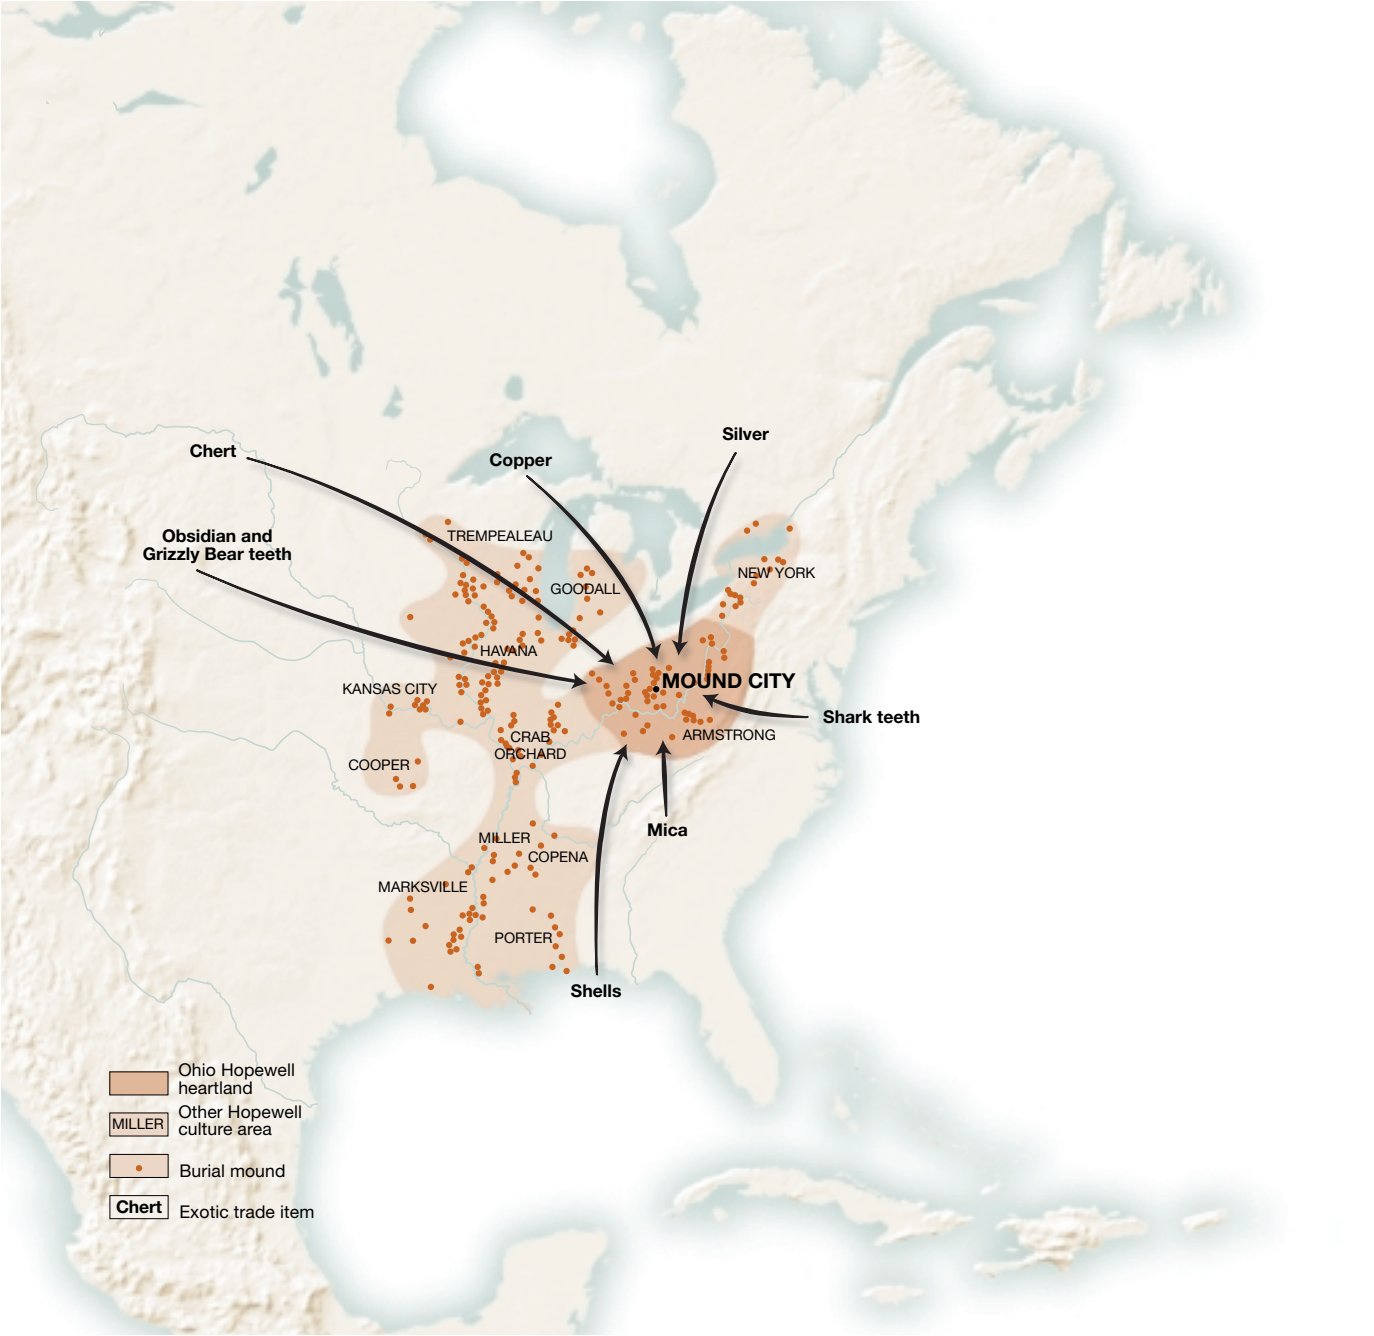 Silver
Chert
Copper
Obsidian and
Grizzly Bear teeth
TREMPEALEAU
NEW YORK
GOODALL
HAVANA
MOUND CITY
KANSAS CITY
Shark teeth
ARMSTRONG
CRAB
ORCHARD
COOPER
Mica
MILLER
COPENA
MARKSVILLE
PORTER
Shells
Ohio Hopewell
heartland
MILLER
Other Hopewell
culture area
Burial mound
Chert
Exotic trade item